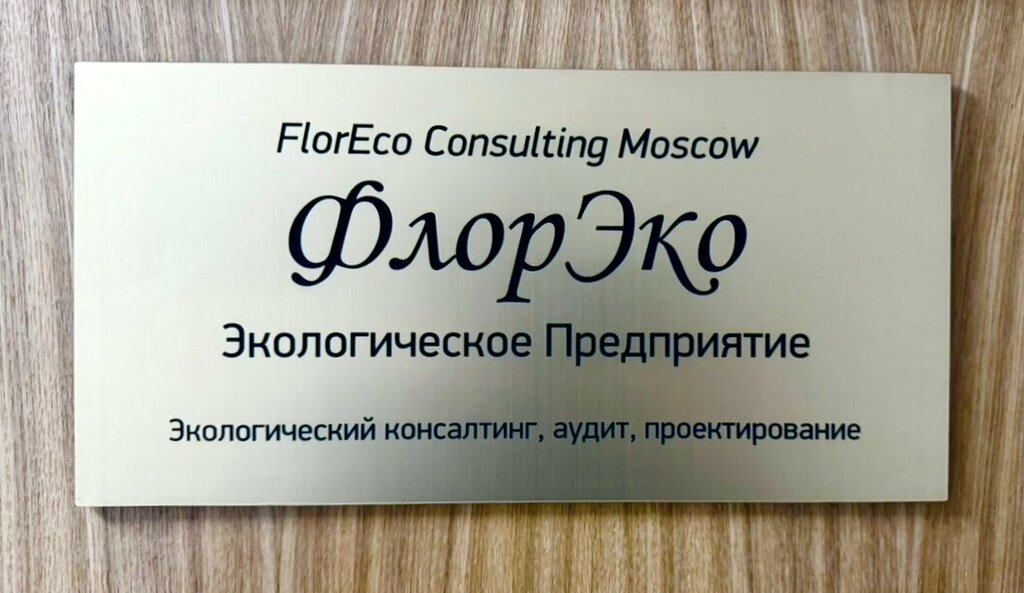 FlorEco Consulting Moscow
ФлорЭко
Экологическое Предприятие
Экологический консалтинг, аудит, проектирование